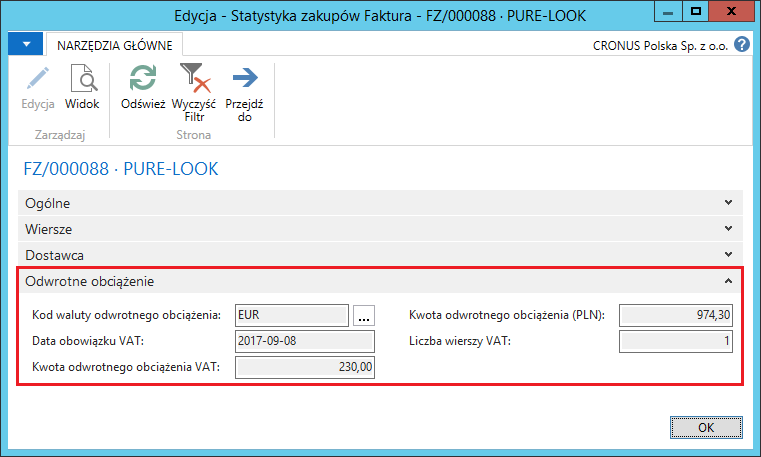 Edycja - Statystyka zakupów Faktura - FZ/000088 · PURE-LOOK
NARZĘDZIA GŁÓWNE
CRONUS Polska Sp. z o.o.
Edycja
Widok
Odśwież
Wyczyść Filtr
Przejdź do
Zarządzaj
Strona
FZ/000088 · PURE-LOOK
Ogólne
Wiersze
Dostawca
Odwrotne obciążenie
Kod waluty odwrotnego obciążenia: EUR ...
Kwota odwrotnego obciążenia (PLN): 974,30
Data obowiązku VAT: 2017-09-08
Liczba wierszy VAT: 1
Kwota odwrotnego obciążenia VAT: 230,00
OK